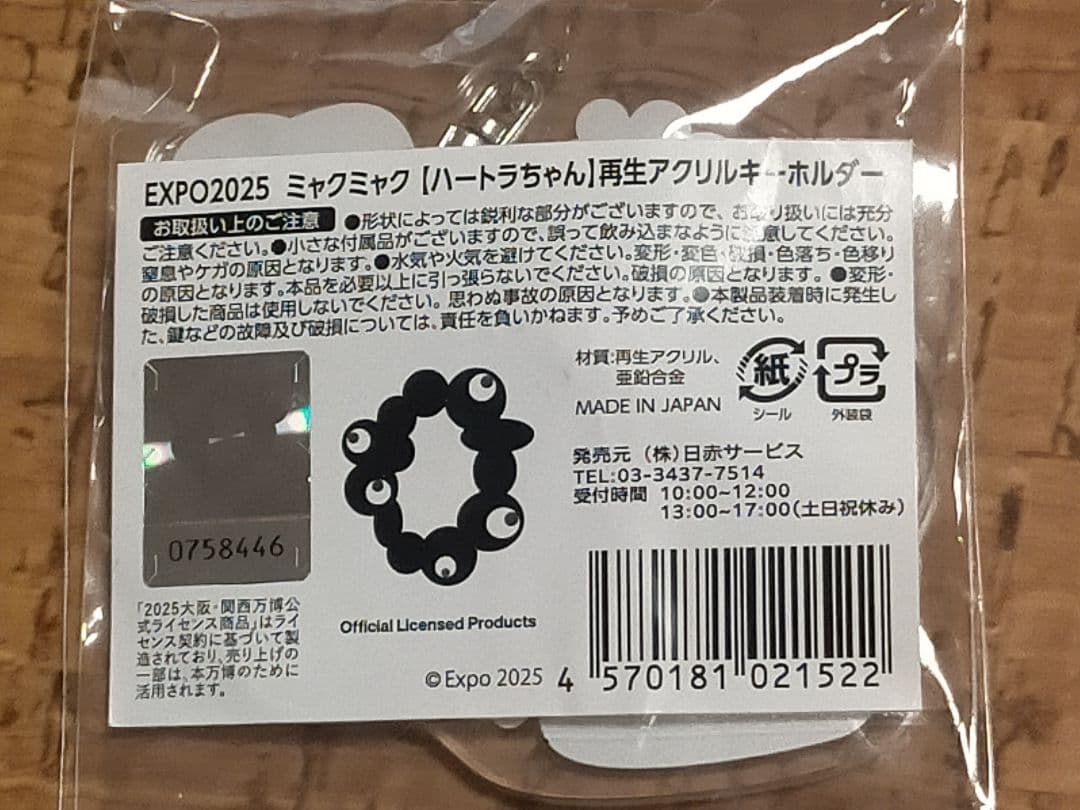 EXPO2025 ミャクミャク【ハートラちゃん】再生アクリルキーホルダー
お取扱い上のご注意 ●形状によっては鋭利な部分がございますので、お取り扱いには充分
ご注意ください。●小さな付属品がございますので、誤って飲み込まなように注意してください。
窒息やケガの原因となります。●水気や火気を避けてください。変形・変色・破損・色落ち・色移り
の原因となります。本品を必要以上に引っ張らないでください。破損の原因となります。●変形・
破損した商品は使用しないでください。思わぬ事故の原因となります。●本製品装着時に発生し
た、鍵などの故障及び破損については、責任を負いかねます。予めご了承ください。
材質:再生アクリル、
亜鉛合金
MADE IN JAPAN
紙
シール
プラ
外装袋
発売元 (株)日赤サービス
TEL:03-3437-7514
受付時間 10:00~12:00
13:00~17:00(土日祝休み)
0758446
「2025大阪・関西万博公
式ライセンス商品」はライ
センス契約に基づいて製
造されており、売り上げの
一部は、本万博のために
活用されます。
Official Licensed Products
©Expo 2025
4 570181 021522